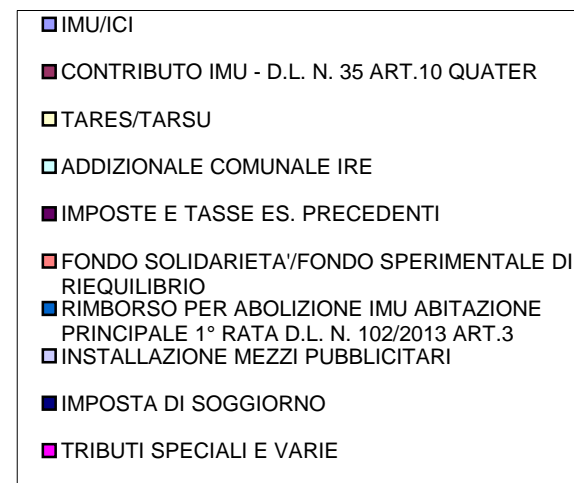 IMU/ICI
CONTRIBUTO IMU - D.L. N. 35 ART.10 QUATER
TARES/TARSU
ADDIZIONALE COMUNALE IRE
IMPOSTE E TASSE ES. PRECEDENTI
FONDO SOLIDARIETA'/FONDO SPERIMENTALE DI
RIEQUILIBRIO
RIMBORSO PER ABOLIZIONE IMU ABITAZIONE
PRINCIPALE 1° RATA D.L. N. 102/2013 ART.3
INSTALLAZIONE MEZZI PUBBLICITARI
IMPOSTA DI SOGGIORNO
TRIBUTI SPECIALI E VARIE